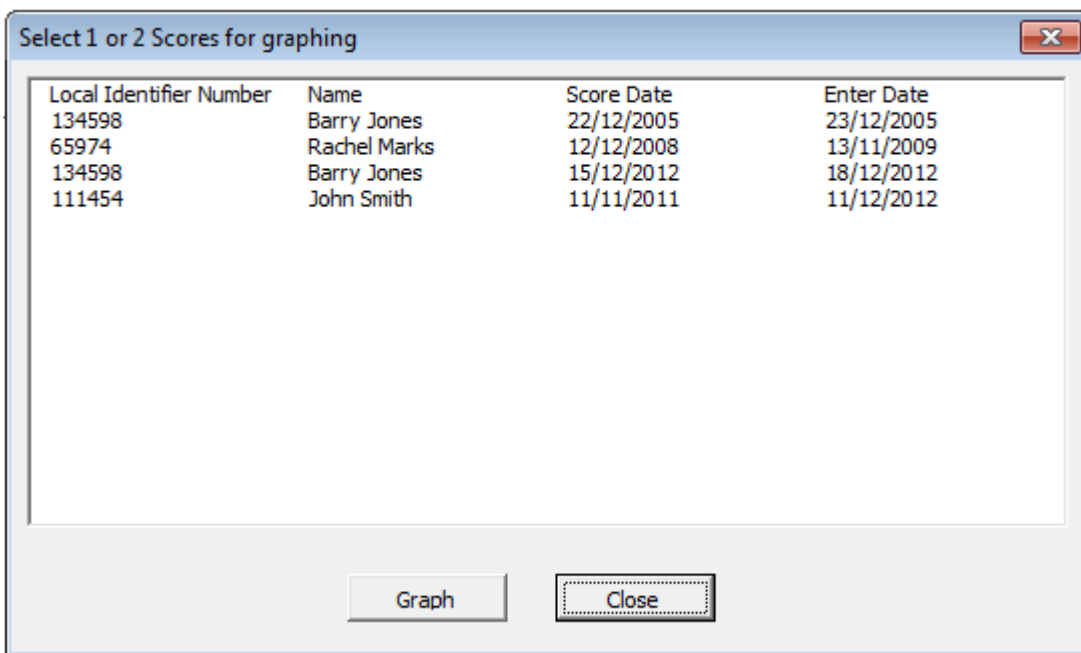 Select 1 or 2 Scores for graphing
Local Identifier Number Name Score Date Enter Date
134598 Barry Jones 22/12/2005 23/12/2005
65974 Rachel Marks 12/12/2008 13/11/2009
134598 Barry Jones 15/12/2012 18/12/2012
111454 John Smith 11/11/2011 11/12/2012
Graph Close